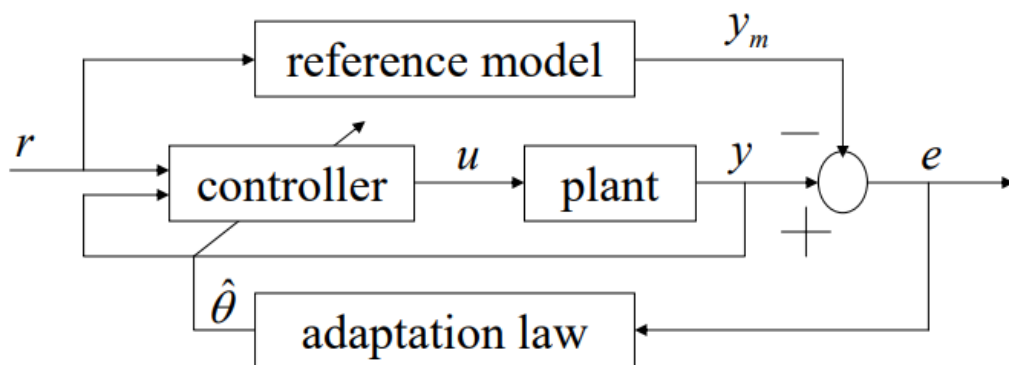 y_m
reference model
r
−
controller
u
plant
y
e
+
θ̂
adaptation law